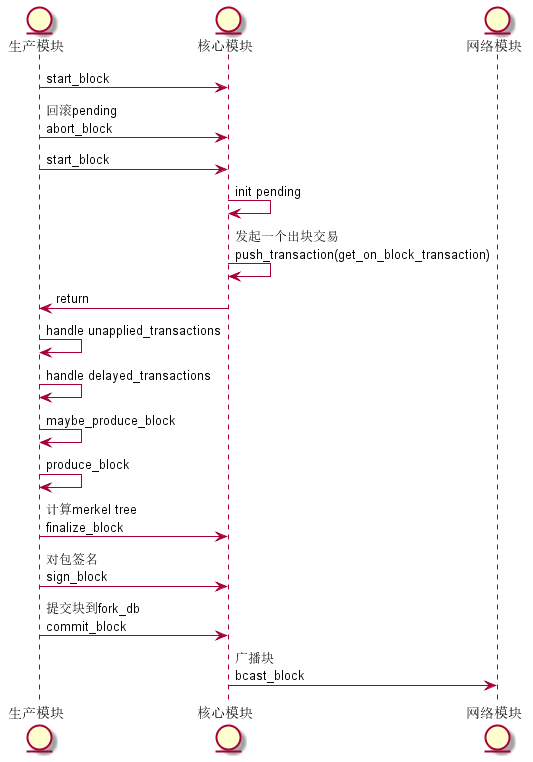 生产模块
核心模块
网络模块
start_block
回滚pending
abort_block
start_block
init pending
发起一个出块交易
push_transaction(get_on_block_transaction)
return
handle unapplied_transactions
handle delayed_transactions
maybe_produce_block
produce_block
计算merkel tree
finalize_block
对包签名
sign_block
提交块到fork_db
commit_block
广播块
bcast_block
生产模块
核心模块
网络模块